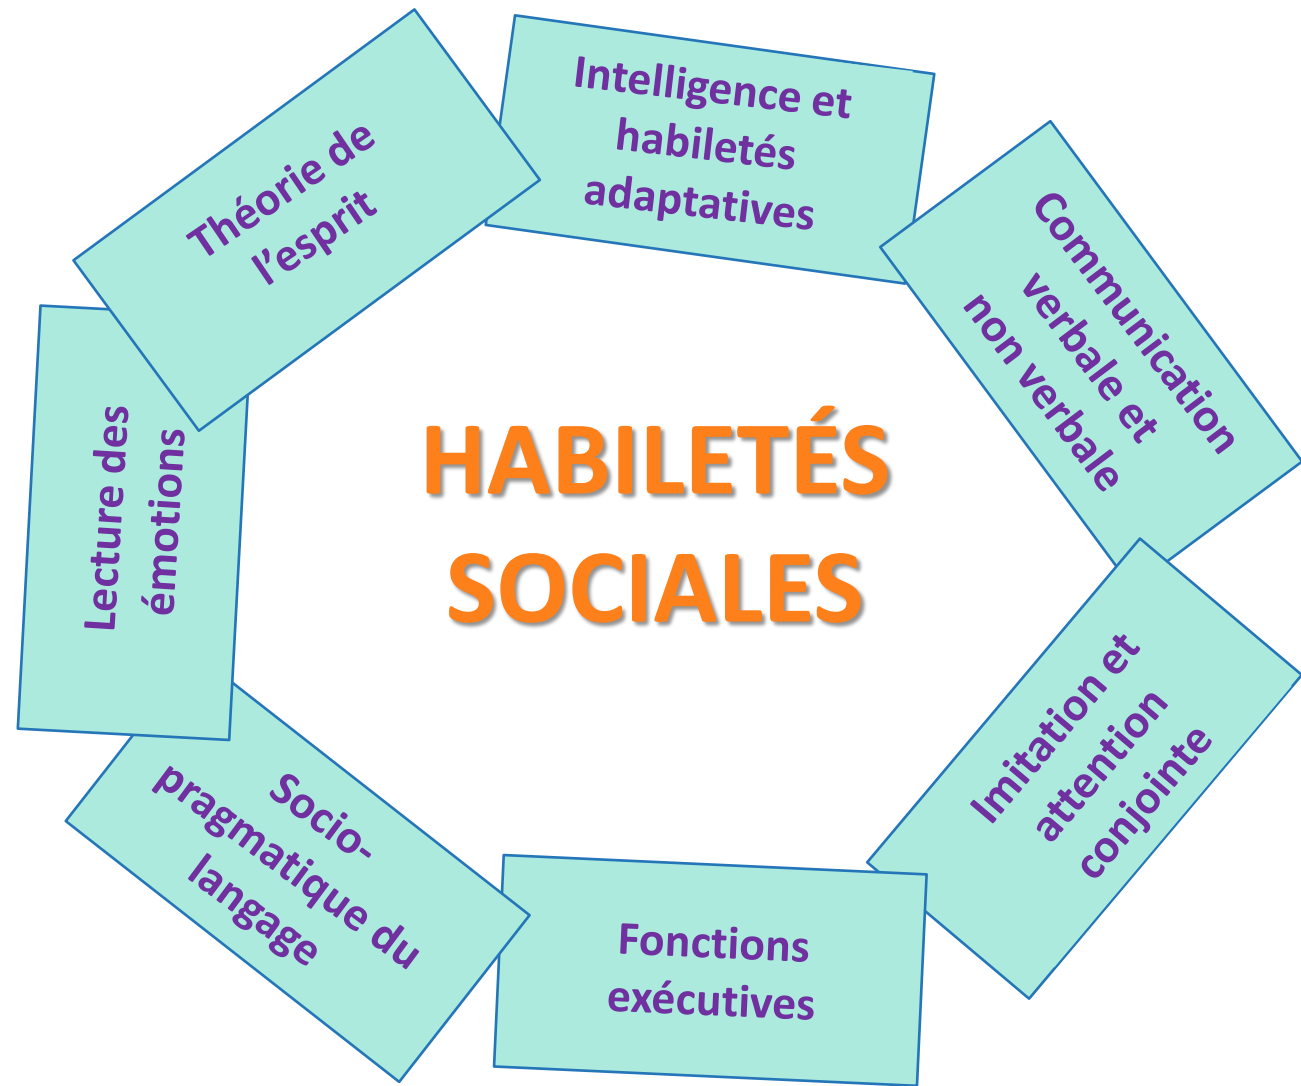 Intelligence et
habiletés
adaptatives
Communication
verbale et
non verbale
Imitation et
attention
conjointe
Fonctions
exécutives
Socio-
pragmatique du
langage
Lecture des
émotions
Théorie de
l’esprit
HABILETÉS
SOCIALES